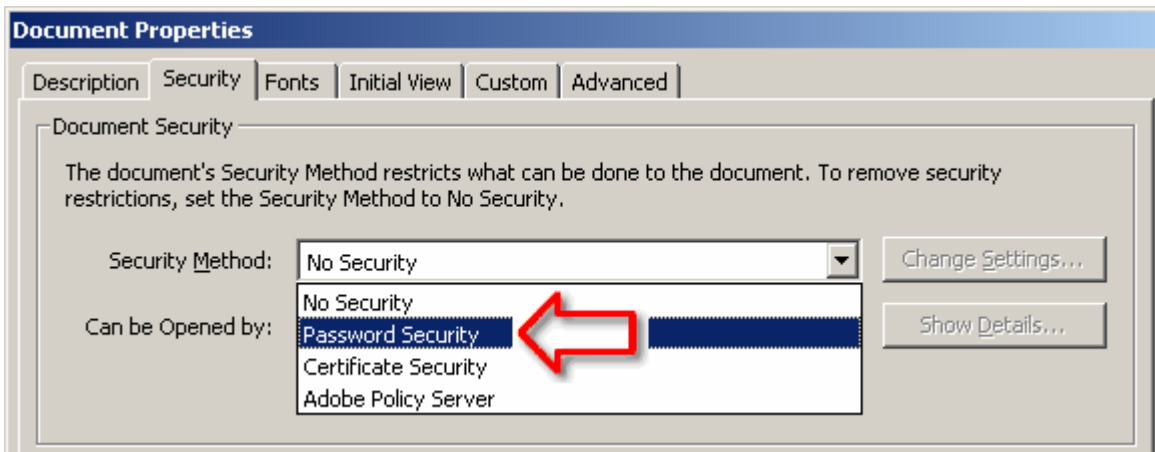 Document Properties
Description Security Fonts Initial View Custom Advanced
Document Security
The document's Security Method restricts what can be done to the document. To remove security
restrictions, set the Security Method to No Security.
Security Method: No Security Change Settings...
No Security
Can be Opened by: Password Security Show Details...
Certificate Security
Adobe Policy Server